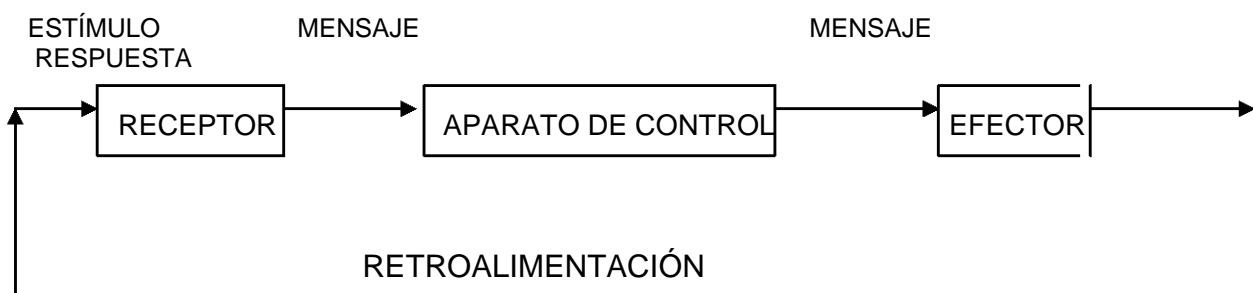 ESTÍMULO MENSAJE MENSAJE
RESPUESTA
RECEPTOR APARATO DE CONTROL EFECTOR
RETROALIMENTACIÓN